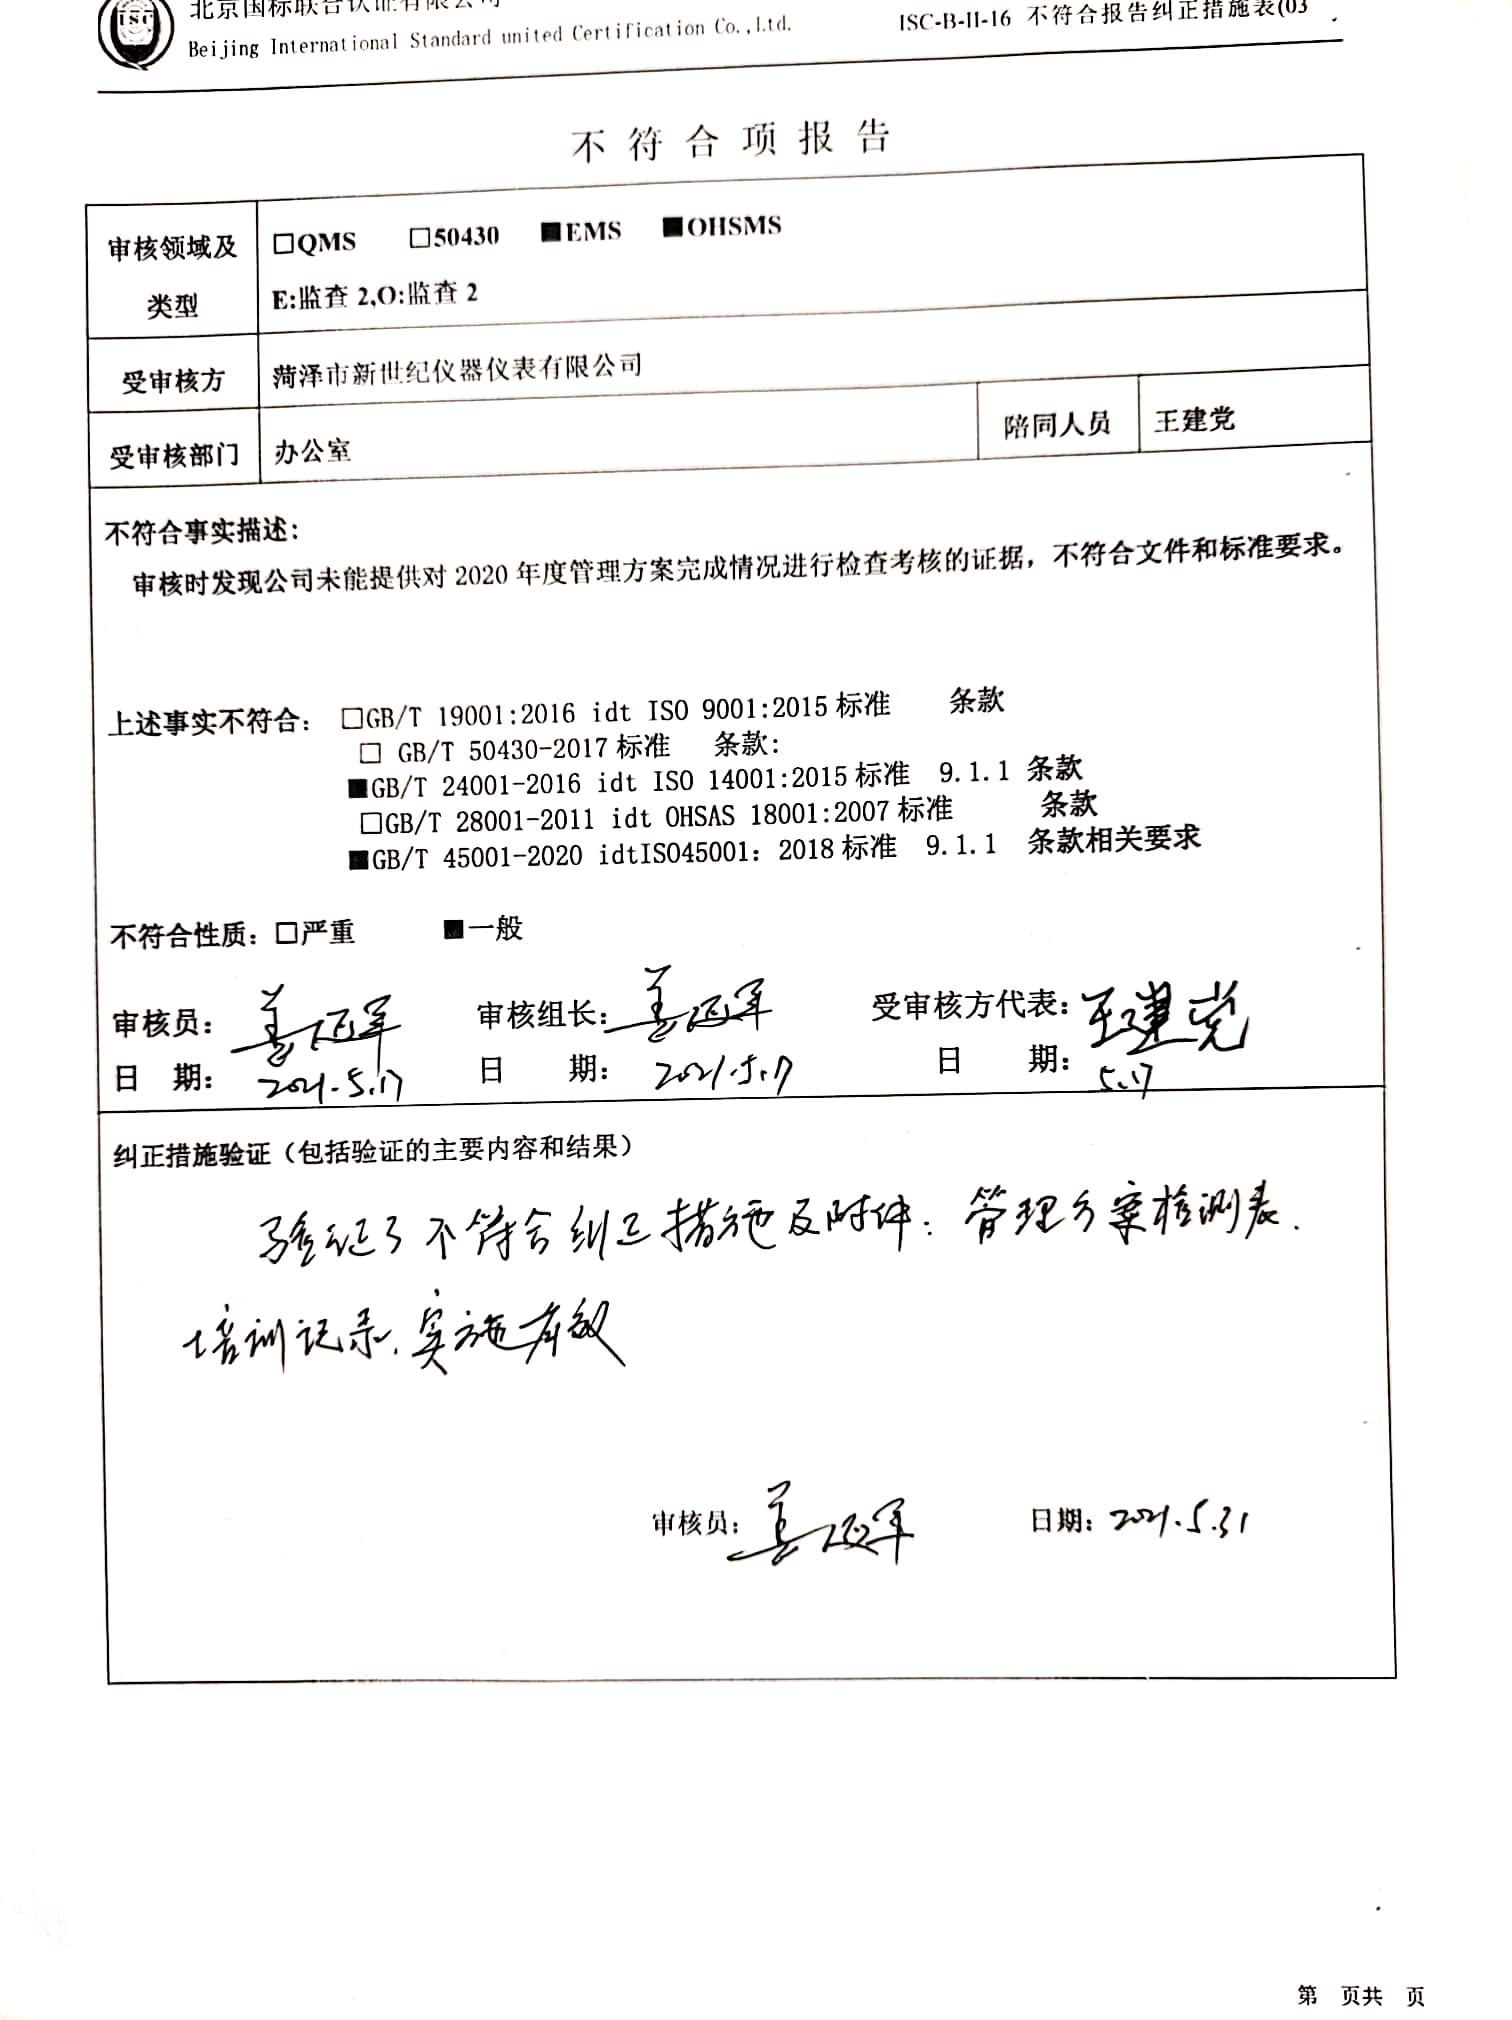 ISC
北京国标联合认证有限公司
Beijing International Standard united Certification Co.,Ltd.
ISC-B-II-16 不符合报告纠正措施表(03
不符合项报告
审核领域及类型
□QMS □50430 ■EMS ■OHSMS
E:监查 2,O:监查 2
受审核方
菏泽市新世纪仪器仪表有限公司
受审核部门
办公室
陪同人员
王建党
不符合事实描述：
审核时发现公司未能提供对 2020 年度管理方案完成情况进行检查考核的证据，不符合文件和标准要求。
上述事实不符合： □GB/T 19001:2016 idt ISO 9001:2015 标准 条款
□ GB/T 50430-2017 标准 条款：
■GB/T 24001-2016 idt ISO 14001:2015 标准 9.1.1 条款
□GB/T 28001-2011 idt OHSAS 18001:2007 标准 条款
■GB/T 45001-2020 idtISO45001：2018 标准 9.1.1 条款相关要求
不符合性质：□严重 ■一般
审核员： 审核组长： 受审核方代表：王建党
日 期：2021.5.17 日 期：2021.5.17 日 期：5.17
纠正措施验证（包括验证的主要内容和结果）
验证了不符合纠正措施及附件：管理方案检测表、
培训记录、实施有效
审核员： 日期：2021.5.31
第 页共 页